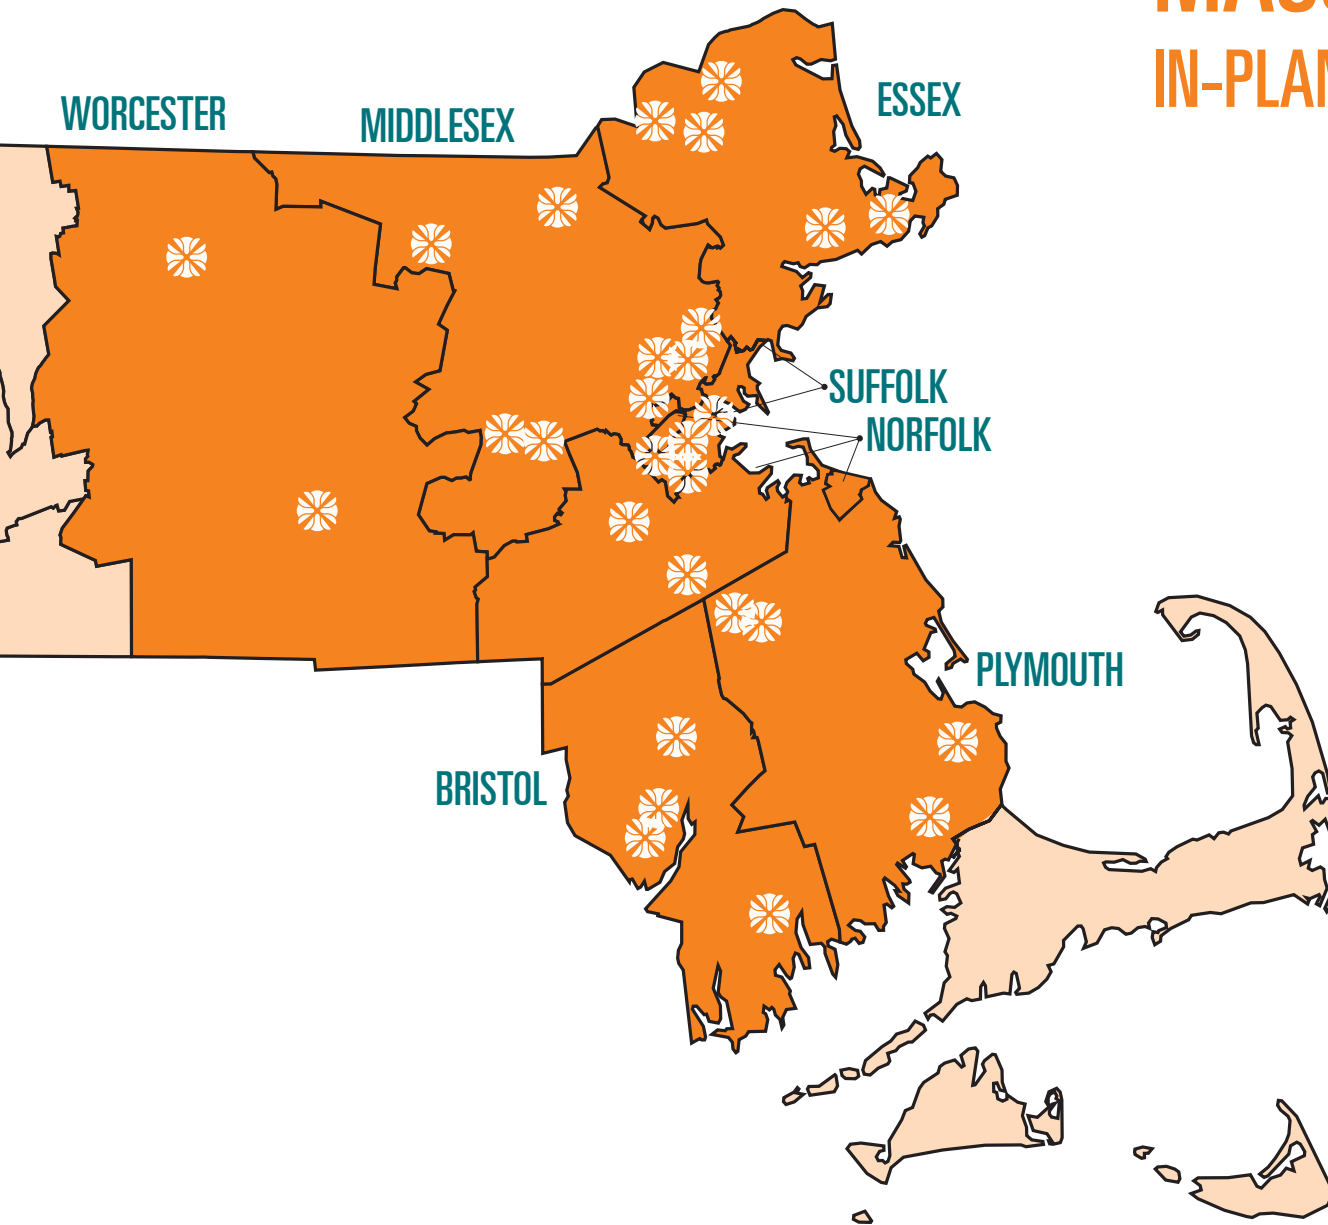 IN-PLAN
ESSEX
WORCESTER
MIDDLESEX
SUFFOLK
NORFOLK
PLYMOUTH
BRISTOL